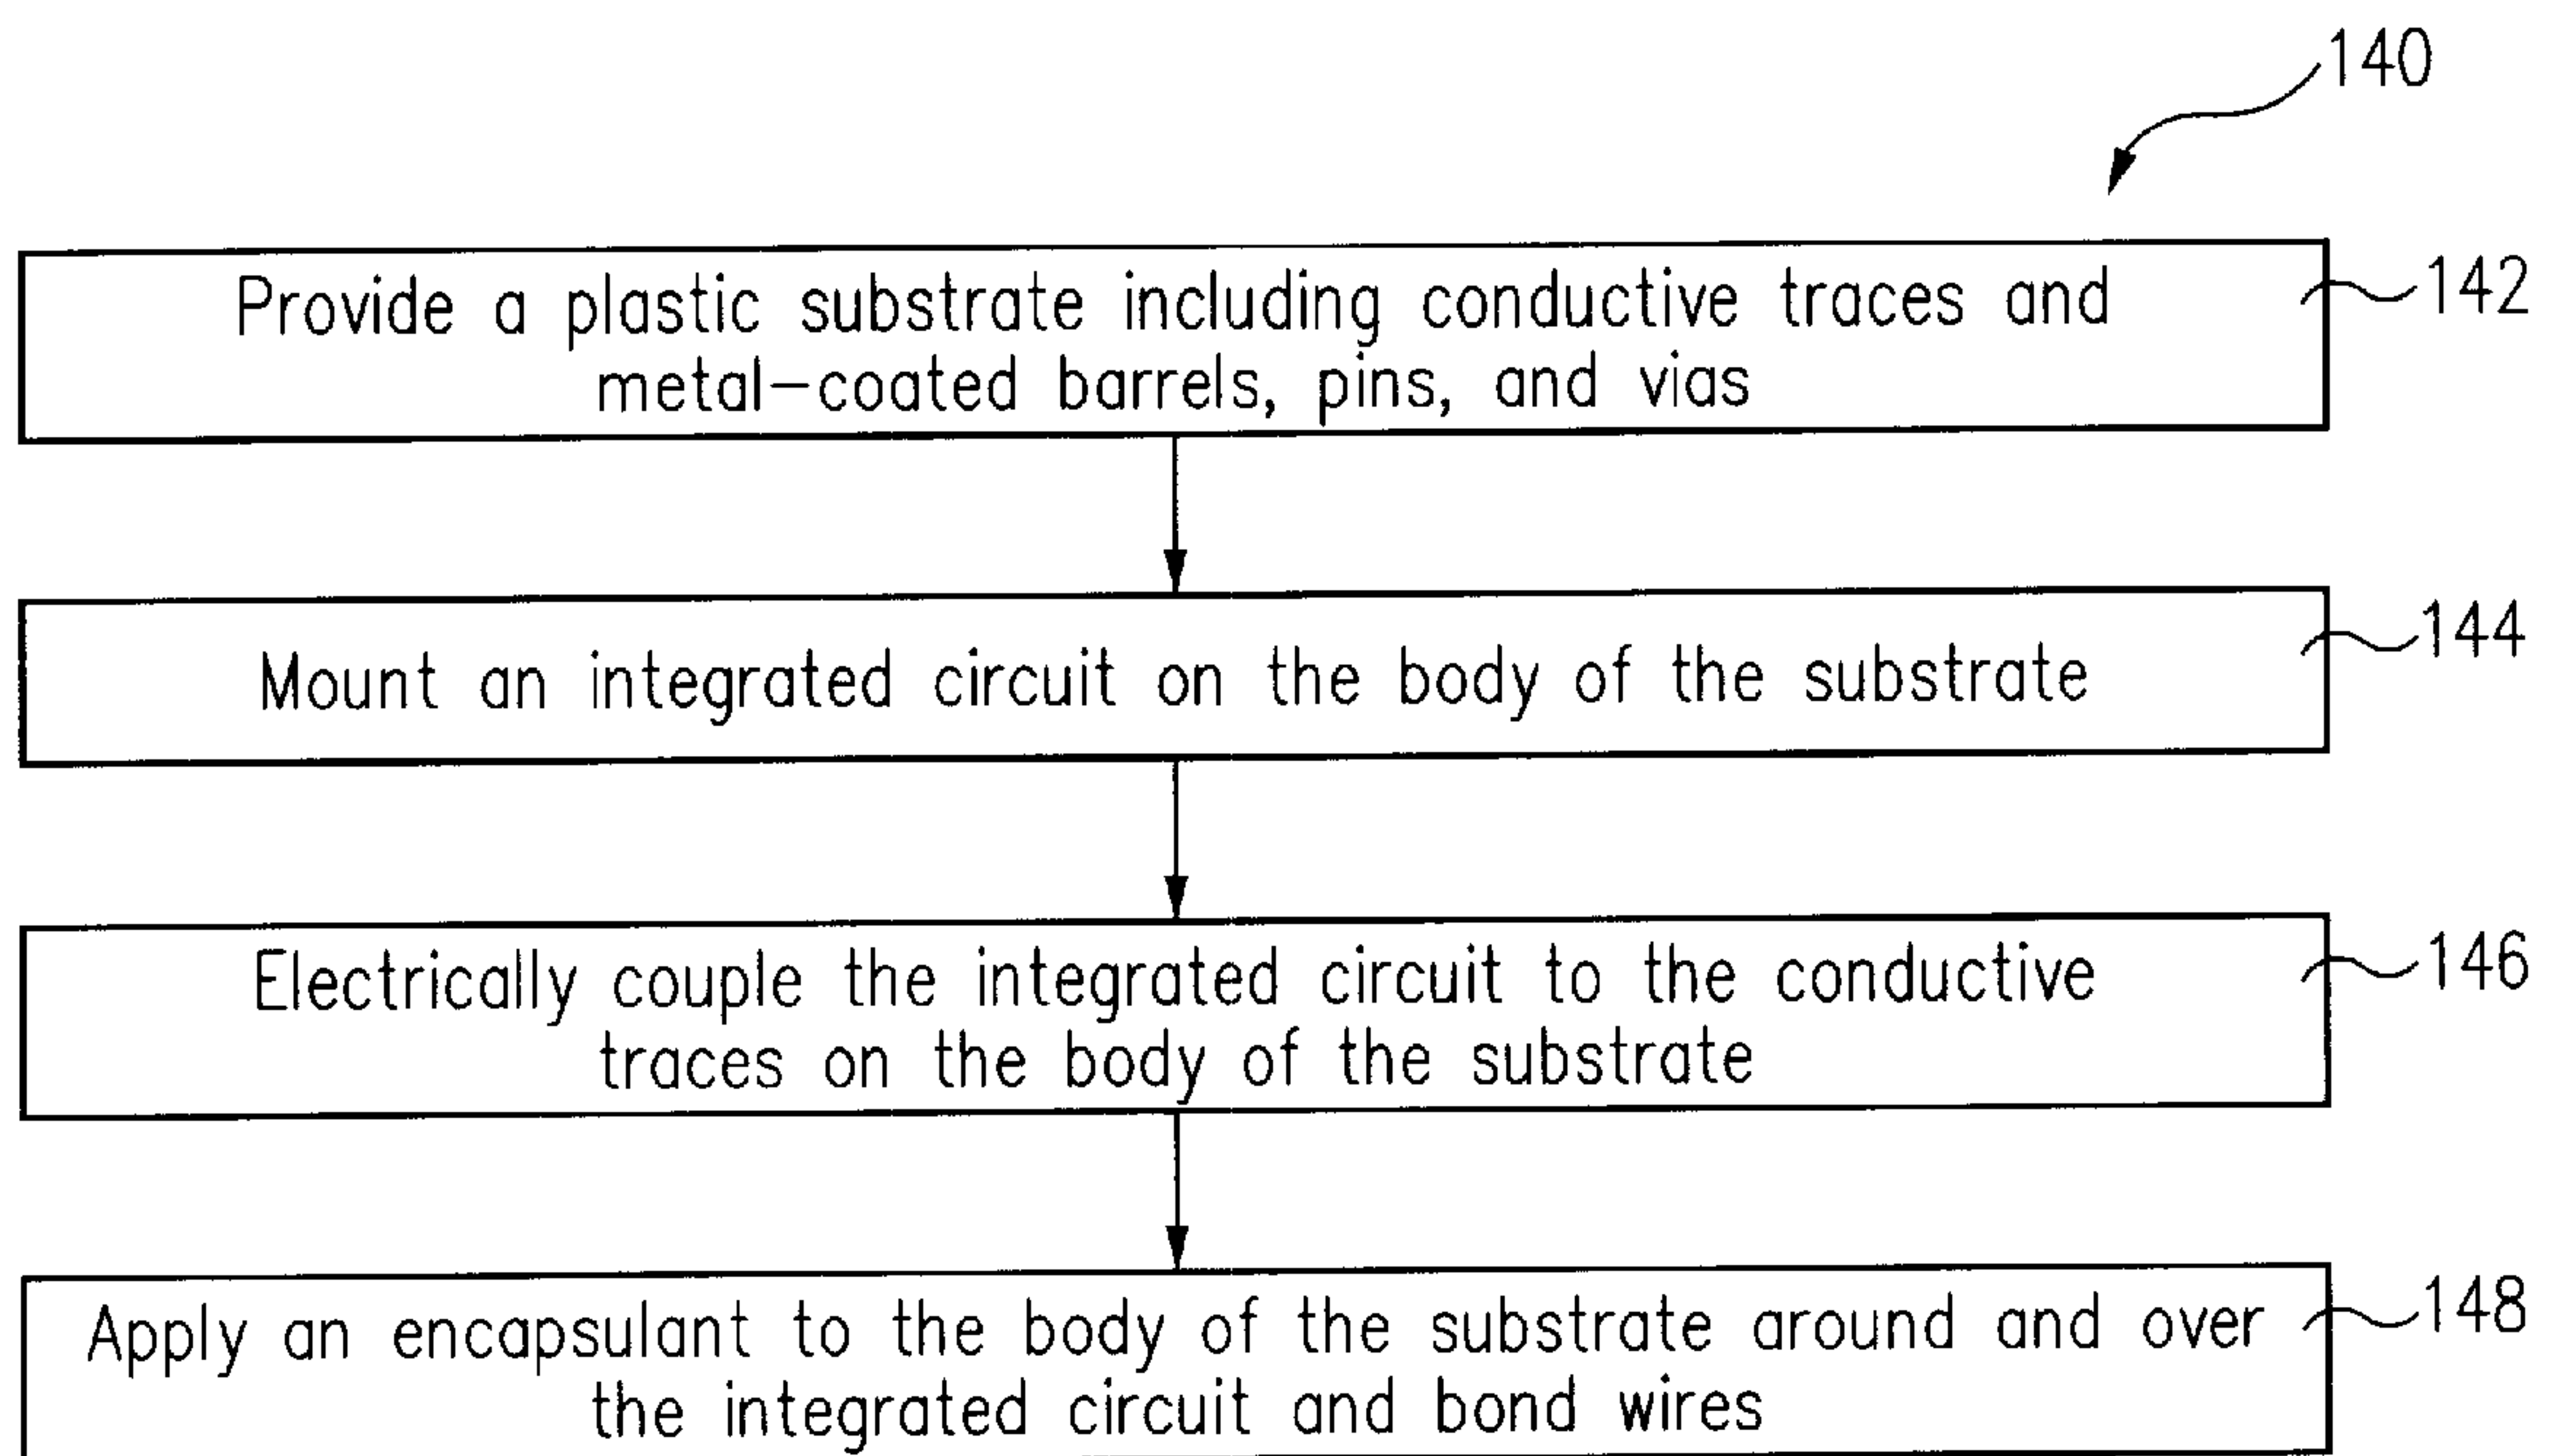 140
Provide a plastic substrate including conductive traces and
metal-coated barrels, pins, and vias
142
Mount an integrated circuit on the body of the substrate
144
Electrically couple the integrated circuit to the conductive
traces on the body of the substrate
146
Apply an encapsulant to the body of the substrate around and over
the integrated circuit and bond wires
148